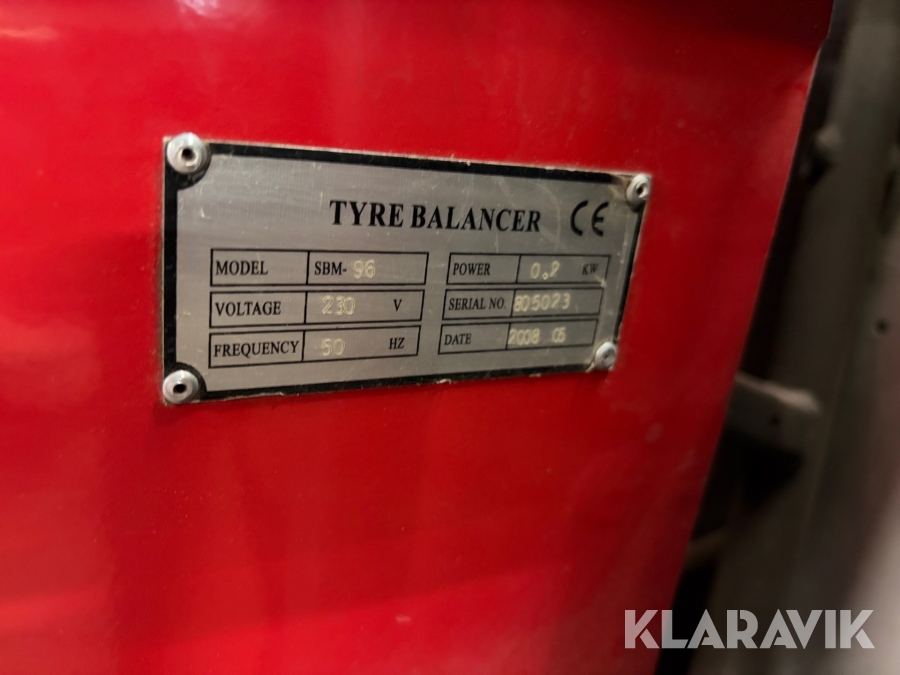 TYRE BALANCER CE
MODEL SBM-96 POWER 0.2 KW
VOLTAGE 230 V SERIAL NO. 805023
FREQUENCY 50 HZ DATE 2008 05
KLARAVIK